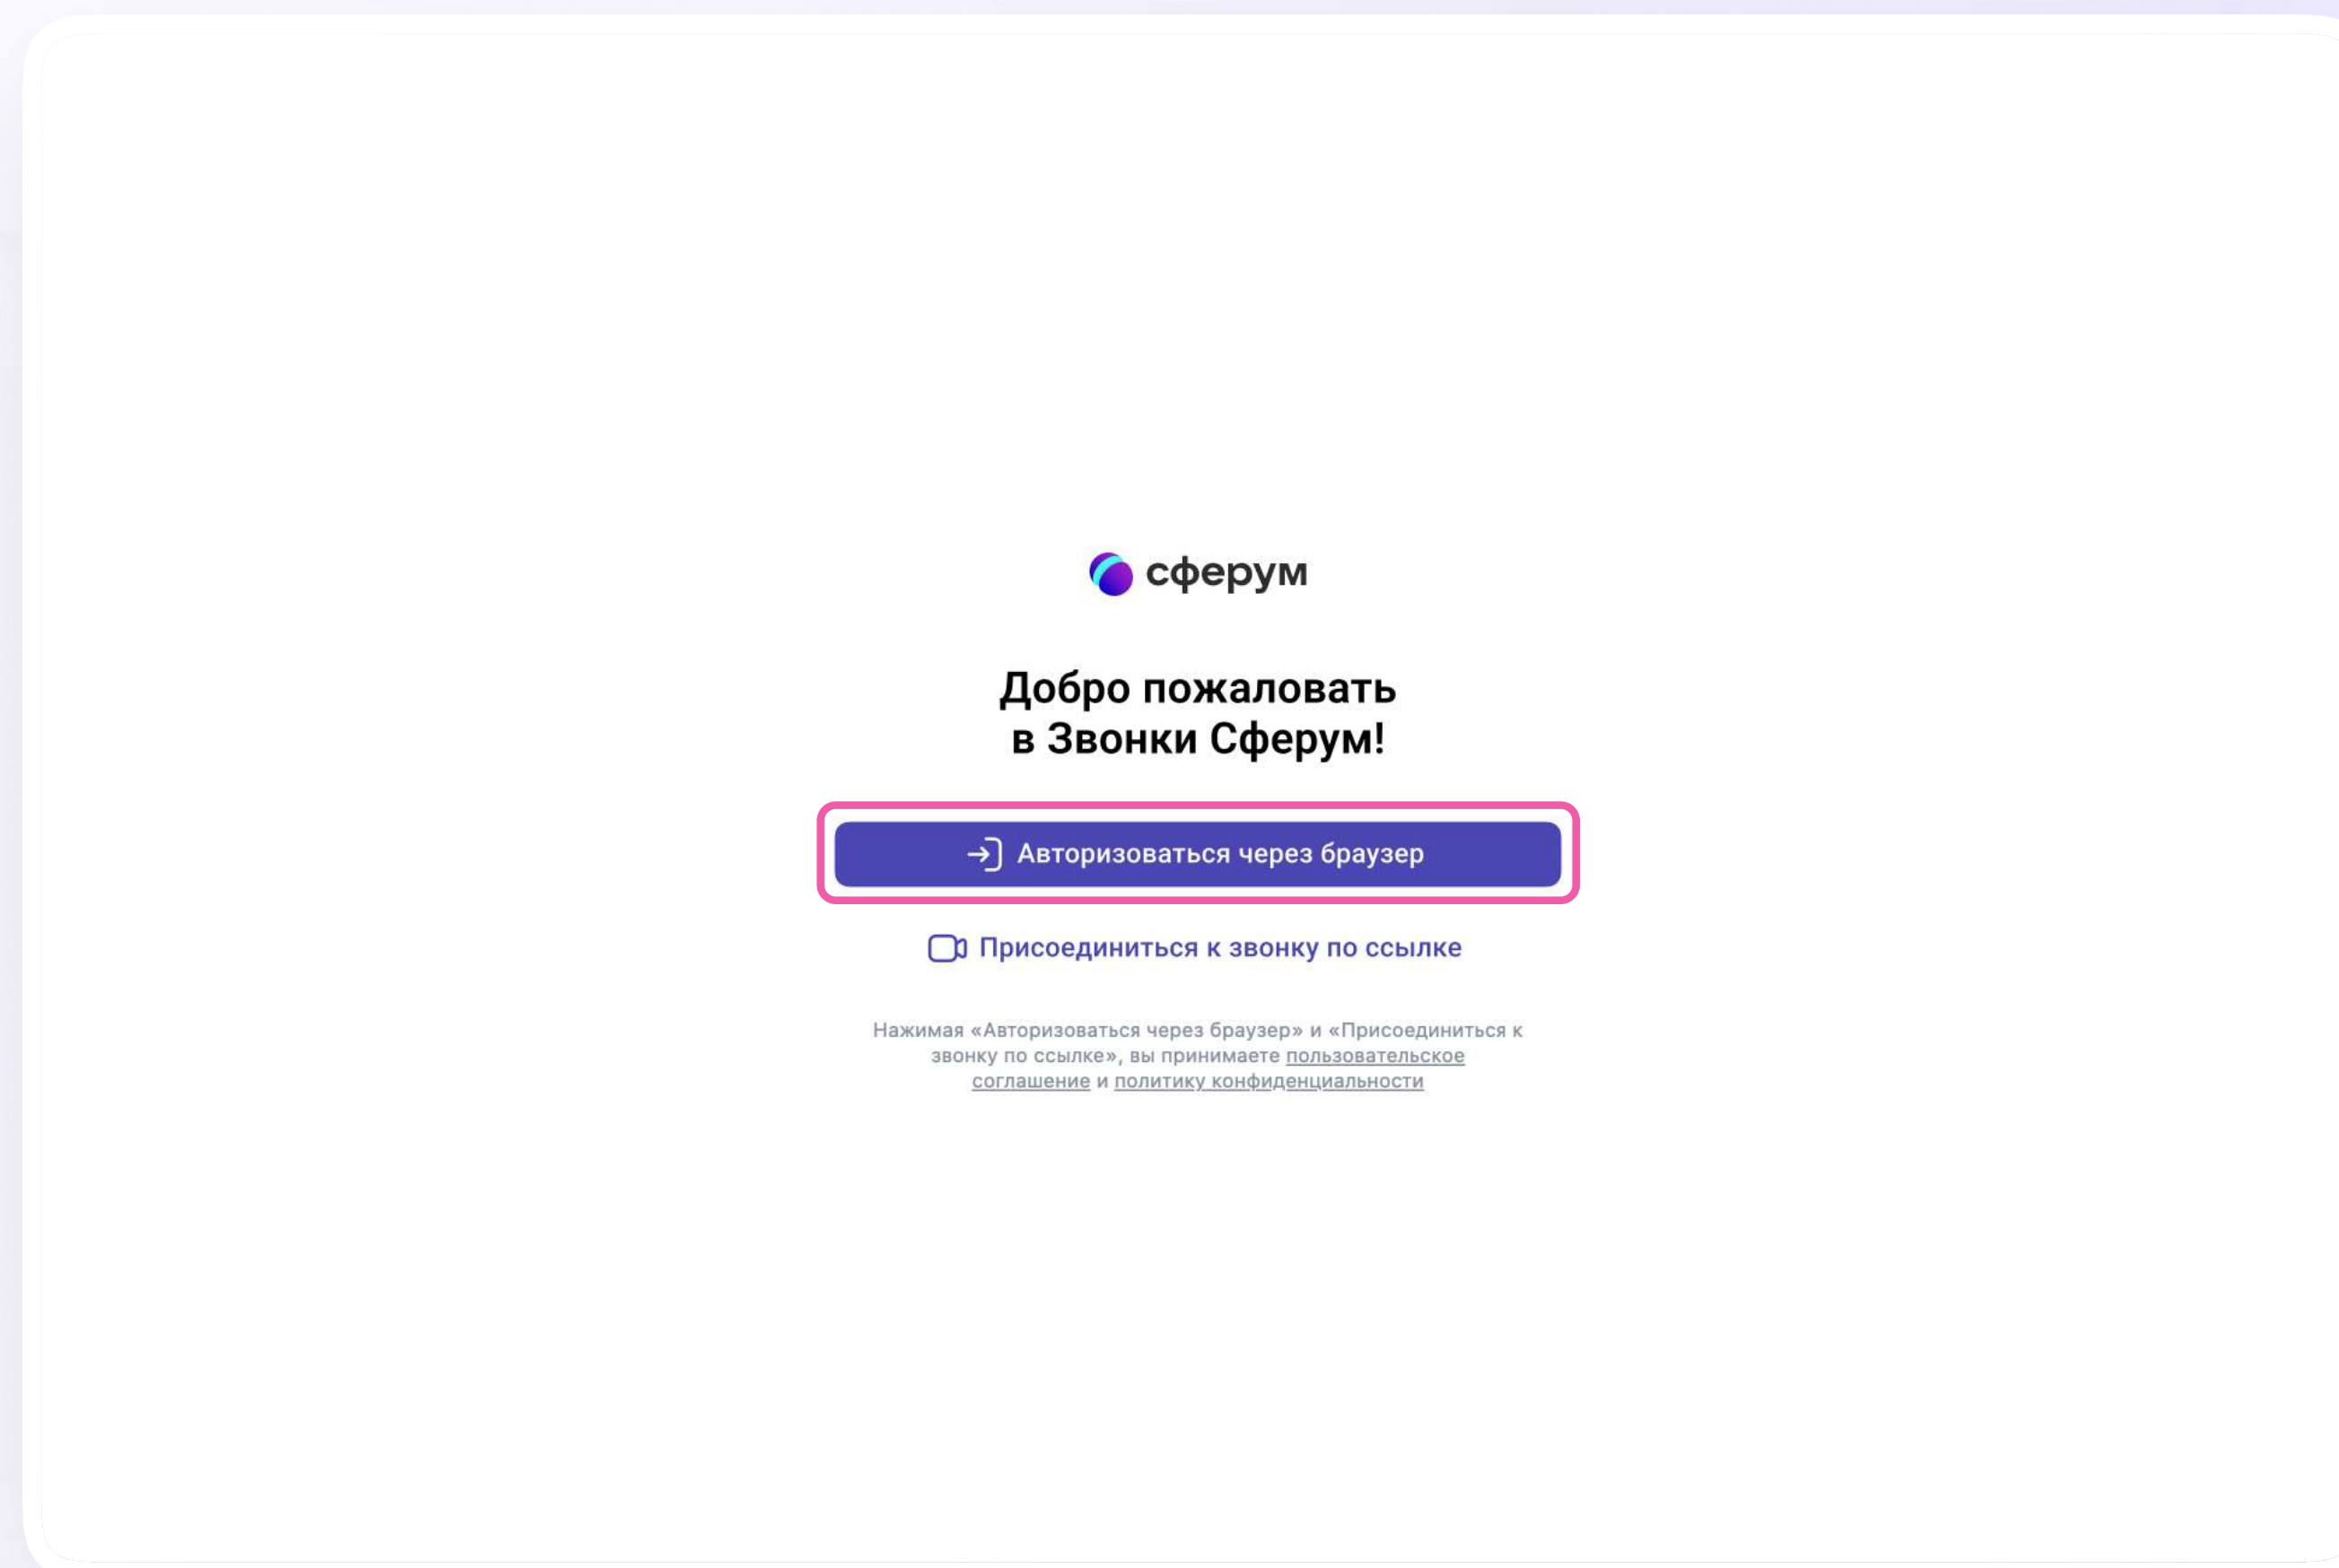 сферум
Добро пожаловать
в Звонки Сферум!
Авторизоваться через браузер
Присоединиться к звонку по ссылке
Нажимая «Авторизоваться через браузер» и «Присоединиться к
звонку по ссылке», вы принимаете пользовательское
соглашение и политику конфиденциальности